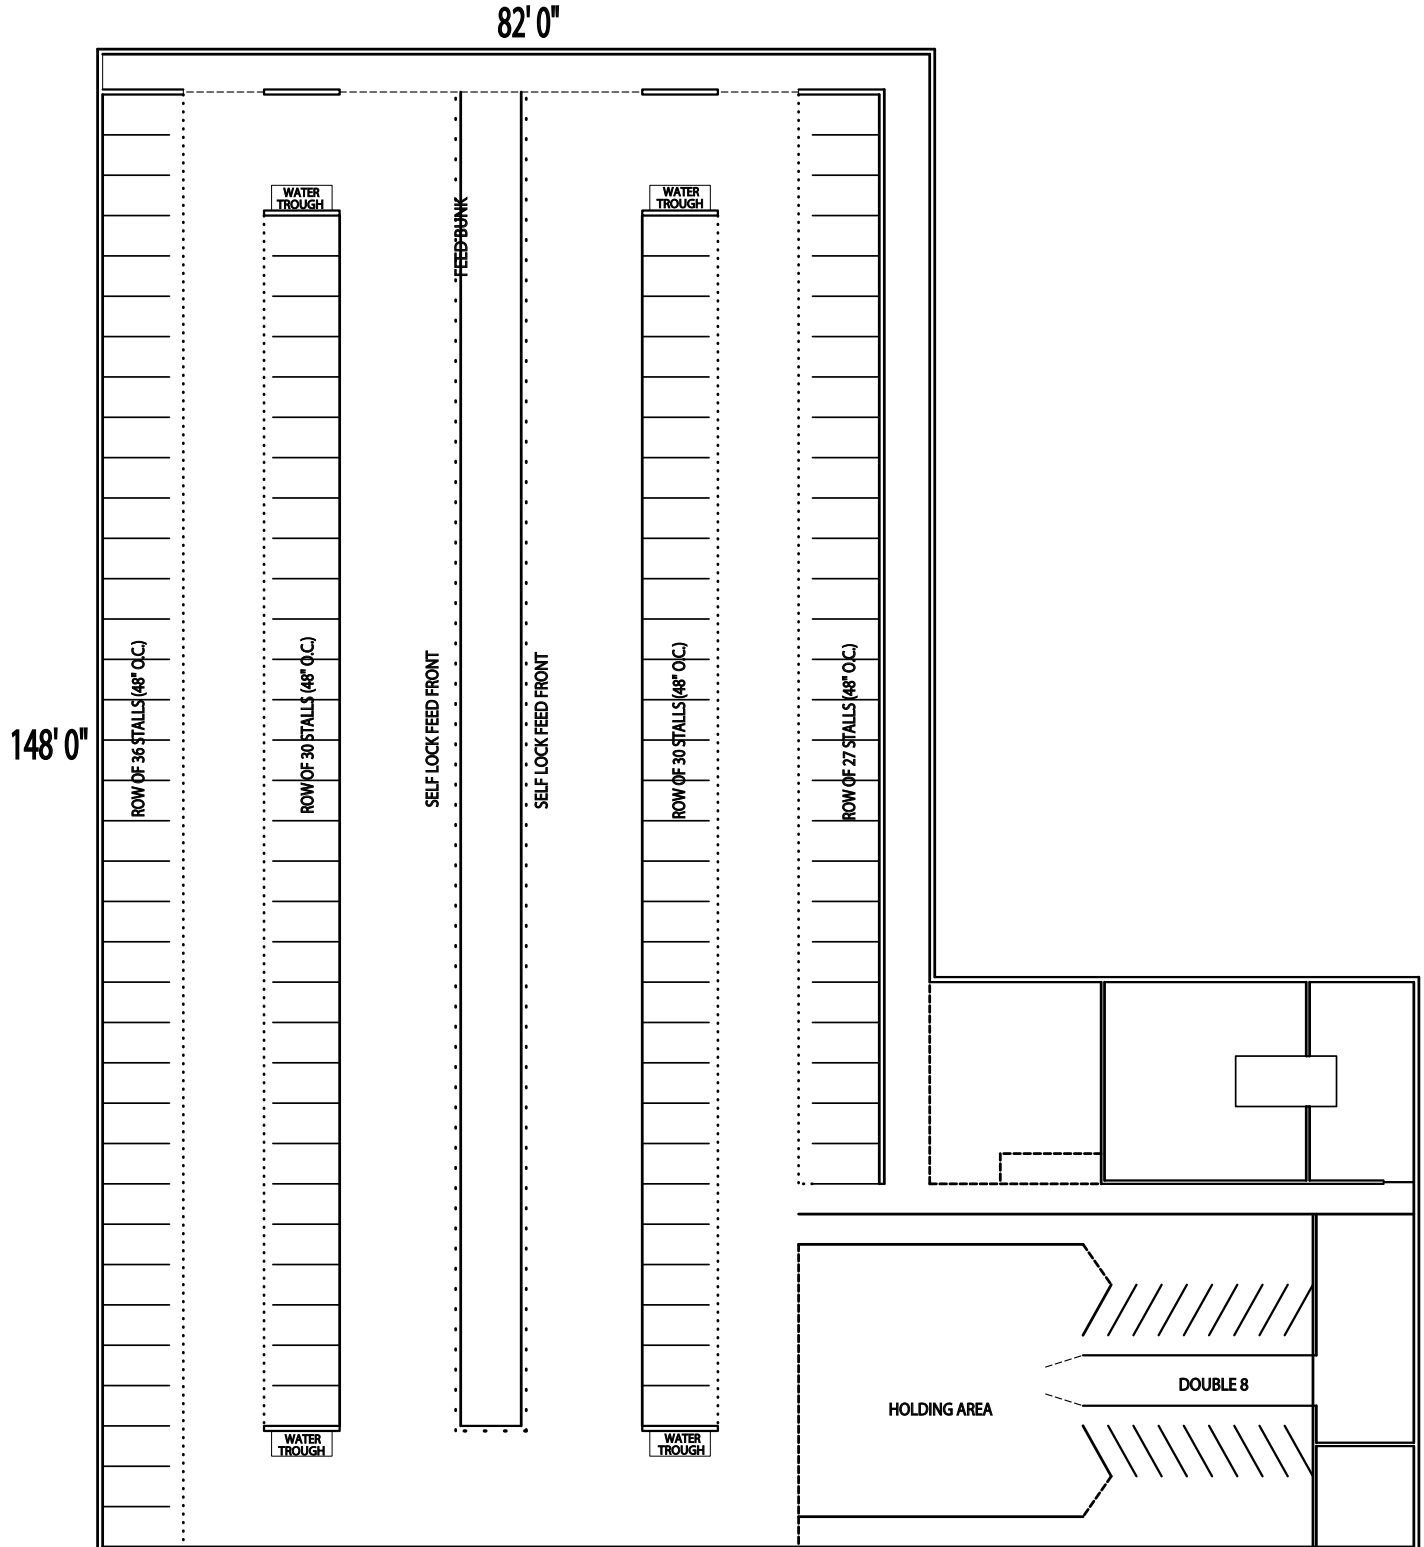 82' 0"
WATER
TROUGH
WATER
TROUGH
FEED BUNK
148' 0"
ROW OF 36 STALLS (48" O.C.)
ROW OF 30 STALLS (48" O.C.)
SELF LOCK FEED FRONT
SELF LOCK FEED FRONT
ROW OF 30 STALLS (48" O.C.)
ROW OF 27 STALLS (48" O.C.)
DOUBLE 8
HOLDING AREA
WATER
TROUGH
WATER
TROUGH